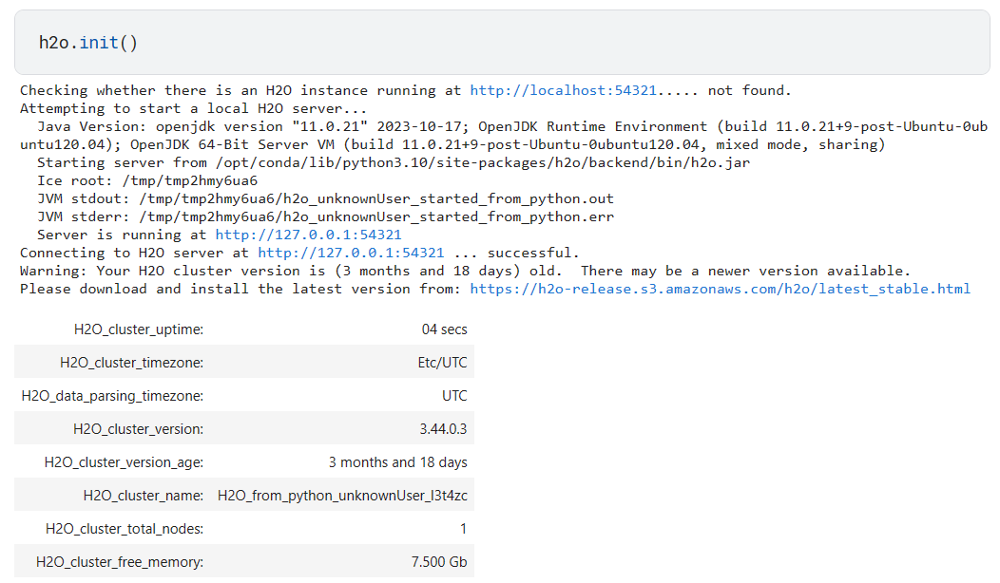 h2o.init()
Checking whether there is an H2O instance running at http://localhost:54321..... not found.
Attempting to start a local H2O server...
  Java Version: openjdk version "11.0.21" 2023-10-17; OpenJDK Runtime Environment (build 11.0.21+9-post-Ubuntu-0ub
untu120.04); OpenJDK 64-Bit Server VM (build 11.0.21+9-post-Ubuntu-0ubuntu120.04, mixed mode, sharing)
  Starting server from /opt/conda/lib/python3.10/site-packages/h2o/backend/bin/h2o.jar
  Ice root: /tmp/tmp2hmy6ua6
  JVM stdout: /tmp/tmp2hmy6ua6/h2o_unknownUser_started_from_python.out
  JVM stderr: /tmp/tmp2hmy6ua6/h2o_unknownUser_started_from_python.err
  Server is running at http://127.0.0.1:54321
Connecting to H2O server at http://127.0.0.1:54321 ... successful.
Warning: Your H2O cluster version is (3 months and 18 days) old.  There may be a newer version available.
Please download and install the latest version from: https://h2o-release.s3.amazonaws.com/h2o/latest_stable.html
H2O_cluster_uptime: 04 secs
H2O_cluster_timezone: Etc/UTC
H2O_data_parsing_timezone: UTC
H2O_cluster_version: 3.44.0.3
H2O_cluster_version_age: 3 months and 18 days
H2O_cluster_name: H2O_from_python_unknownUser_l3t4zc
H2O_cluster_total_nodes: 1
H2O_cluster_free_memory: 7.500 Gb